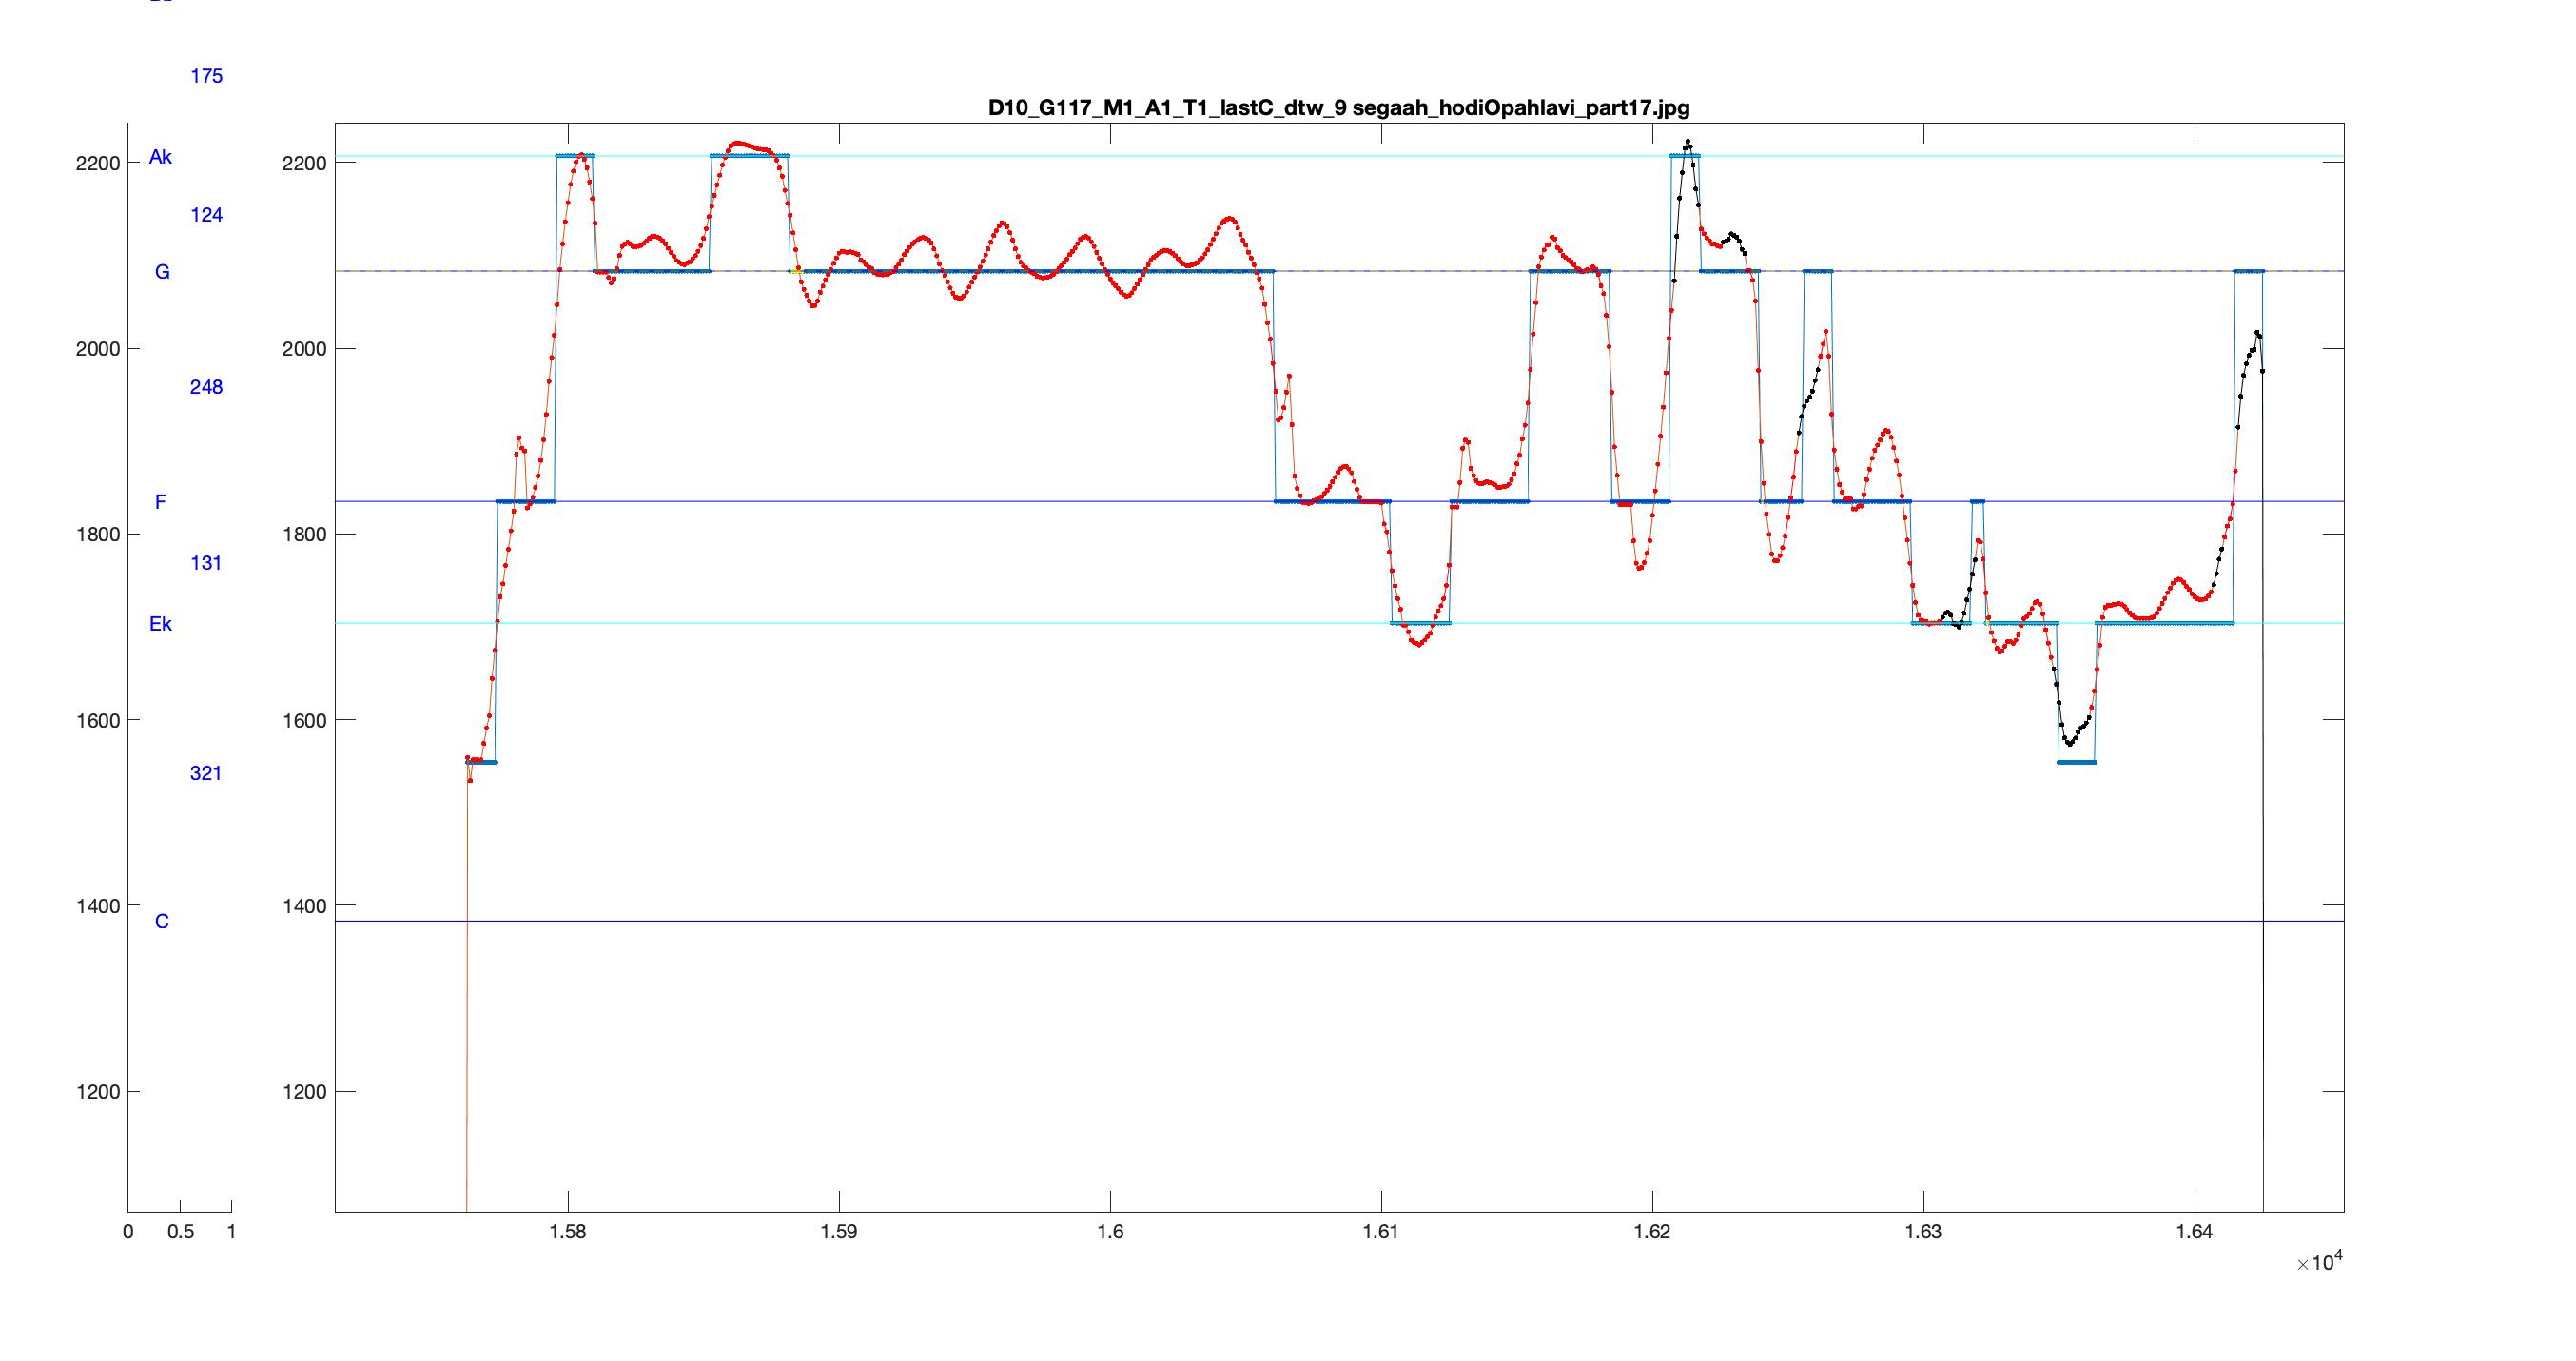 175
D10_G117_M1_A1_T1_lastC_dtw_9 segaah_hodiOpahlavi_part17.jpg
2200 Ak 2200
124
G
2000 2000
248
F
1800 1800
131
Ek
1600 1600
321
1400 1400
C
1200 1200
0 0.5 1 1.58 1.59 1.6 1.61 1.62 1.63 1.64
×10⁴